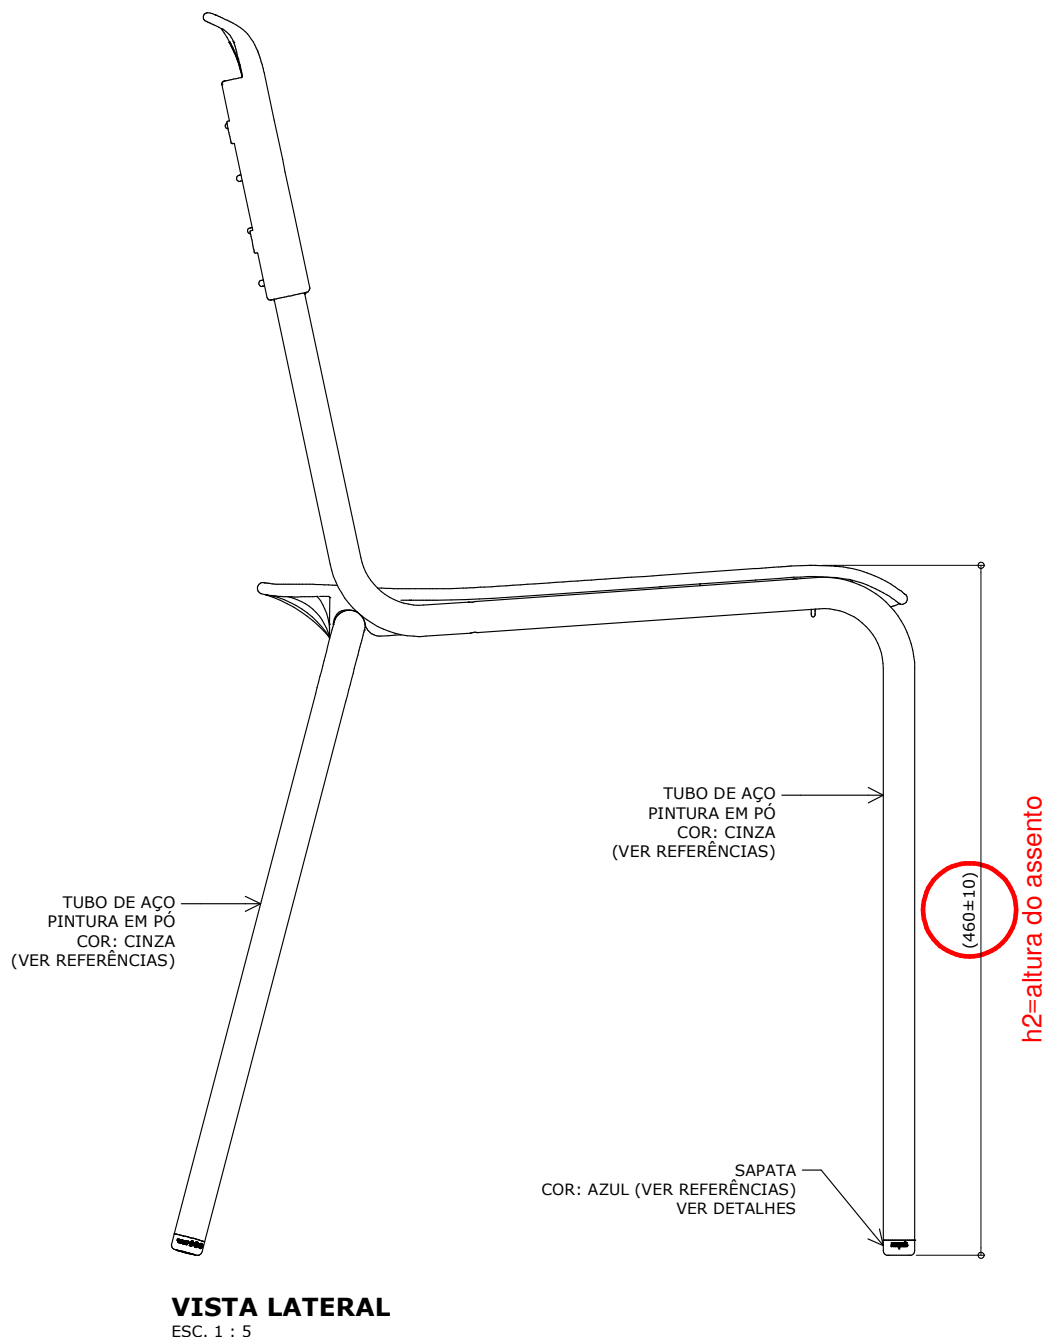 TUBO DE AÇO
PINTURA EM PÓ
COR: CINZA
(VER REFERÊNCIAS)
TUBO DE AÇO
PINTURA EM PÓ
COR: CINZA
(VER REFERÊNCIAS)
(460±10)
h2=altura do assento
SAPATA
COR: AZUL (VER REFERÊNCIAS)
VER DETALHES
VISTA LATERAL
ESC. 1 : 5